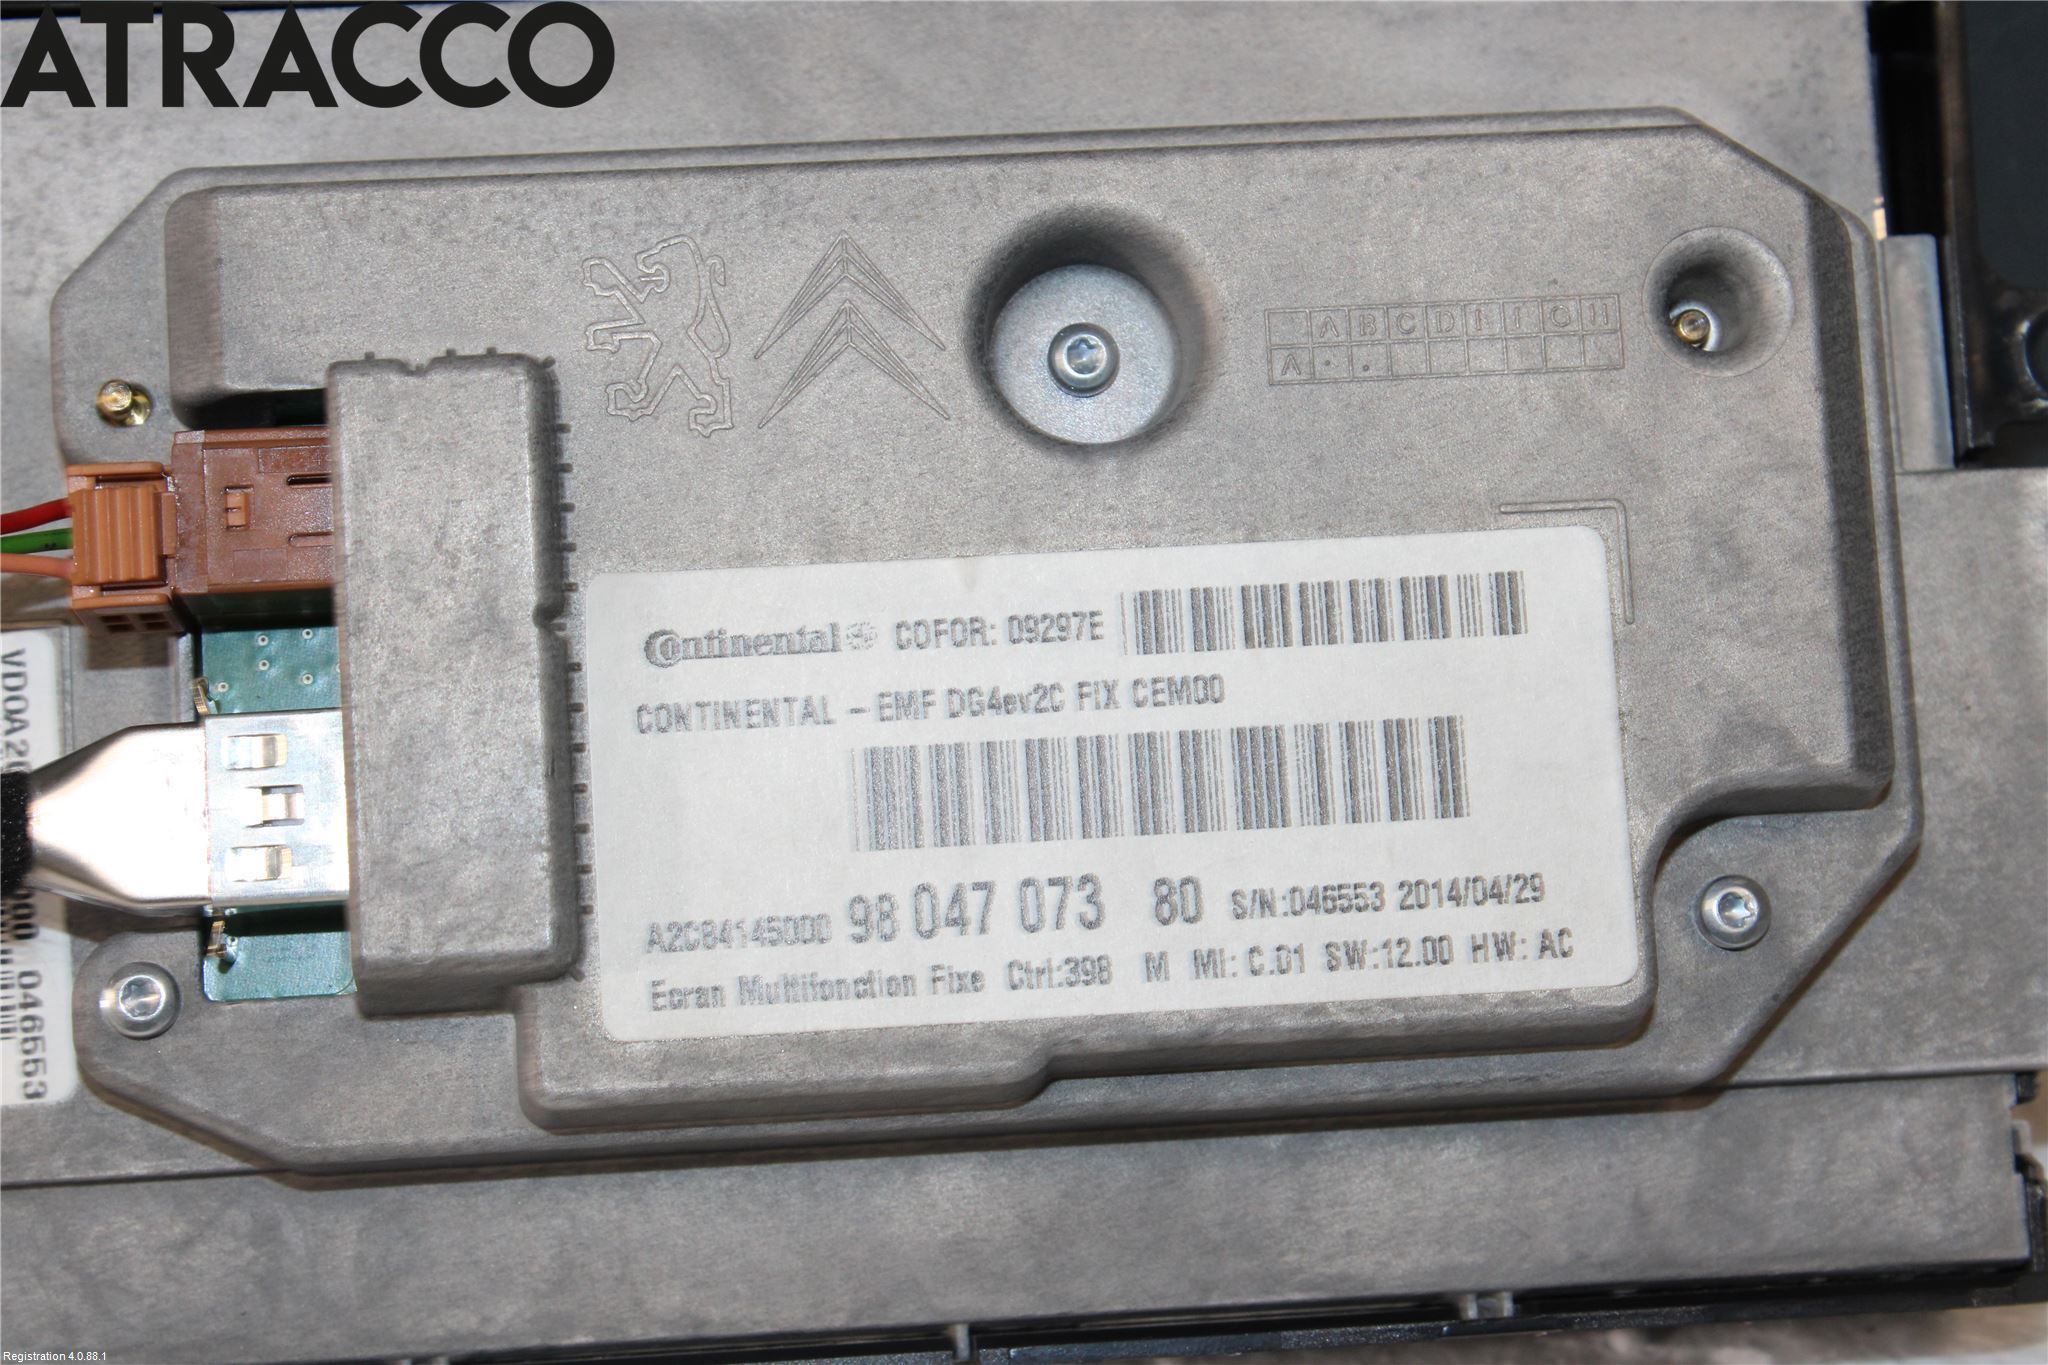 ATRACCO
A B C D
A
Continental COFOR: 09297E
CONTINENTAL - EMF DG4ev2C FIX CEM00
A2C84145000 98 047 073 80 S/N:046553 2014/04/29
Ecran Multifonction Fixe Ctrl:398 M MI: C.01 SW:12.00 HW: AC
046553
Registration 4.0.88.1